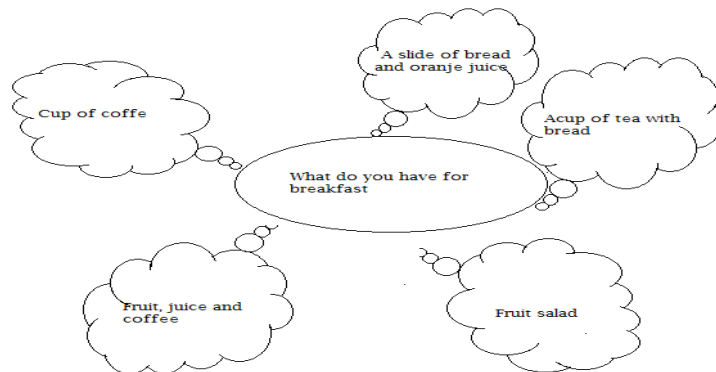 A slide of bread
and oranje juice
Cup of coffe
Acup of tea with
bread
What do you have for
breakfast
Fruit, juice and
coffee
Fruit salad